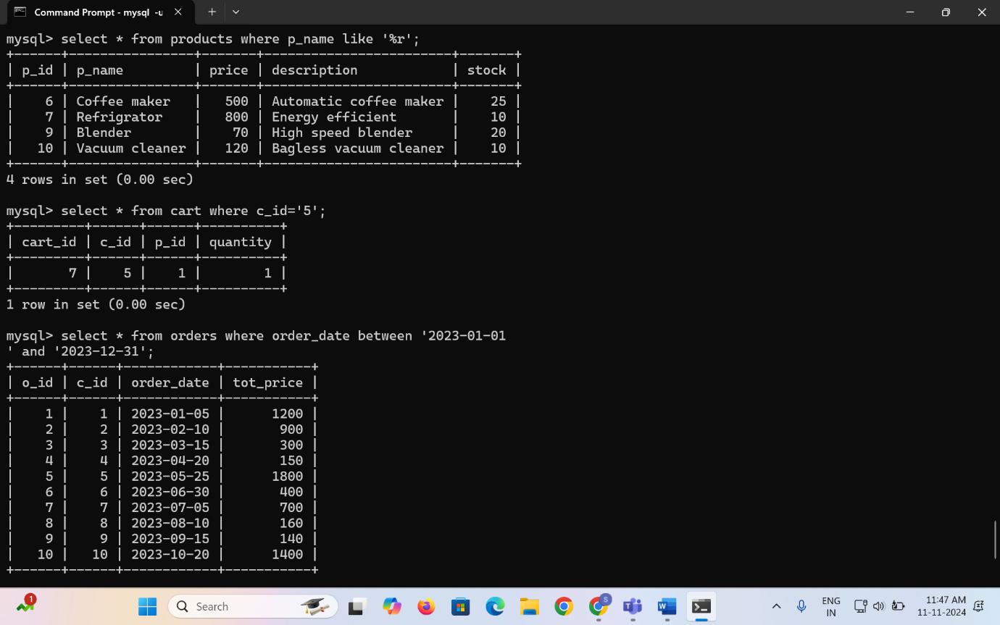 Command Prompt - mysql -u
mysql> select * from products where p_name like '%r';
+------+----------------+-------+------------------------+-------+
| p_id | p_name         | price | description            | stock |
+------+----------------+-------+------------------------+-------+
|    6 | Coffee maker   |   500 | Automatic coffee maker |    25 |
|    7 | Refrigrator    |   800 | Energy efficient       |    10 |
|    9 | Blender        |    70 | High speed blender     |    20 |
|   10 | Vacuum cleaner |   120 | Bagless vacuum cleaner |    10 |
+------+----------------+-------+------------------------+-------+
4 rows in set (0.00 sec)
mysql> select * from cart where c_id='5';
+---------+------+------+----------+
| cart_id | c_id | p_id | quantity |
+---------+------+------+----------+
|       7 |    5 |    1 |        1 |
+---------+------+------+----------+
1 row in set (0.00 sec)
mysql> select * from orders where order_date between '2023-01-01
' and '2023-12-31';
+------+------+------------+-----------+
| o_id | c_id | order_date | tot_price |
+------+------+------------+-----------+
|    1 |    1 | 2023-01-05 |      1200 |
|    2 |    2 | 2023-02-10 |       900 |
|    3 |    3 | 2023-03-15 |       300 |
|    4 |    4 | 2023-04-20 |       150 |
|    5 |    5 | 2023-05-25 |      1800 |
|    6 |    6 | 2023-06-30 |       400 |
|    7 |    7 | 2023-07-05 |       700 |
|    8 |    8 | 2023-08-10 |       160 |
|    9 |    9 | 2023-09-15 |       140 |
|   10 |   10 | 2023-10-20 |      1400 |
+------+------+------------+-----------+
1
Search
S
T
W
ENG
IN
11:47 AM
11-11-2024